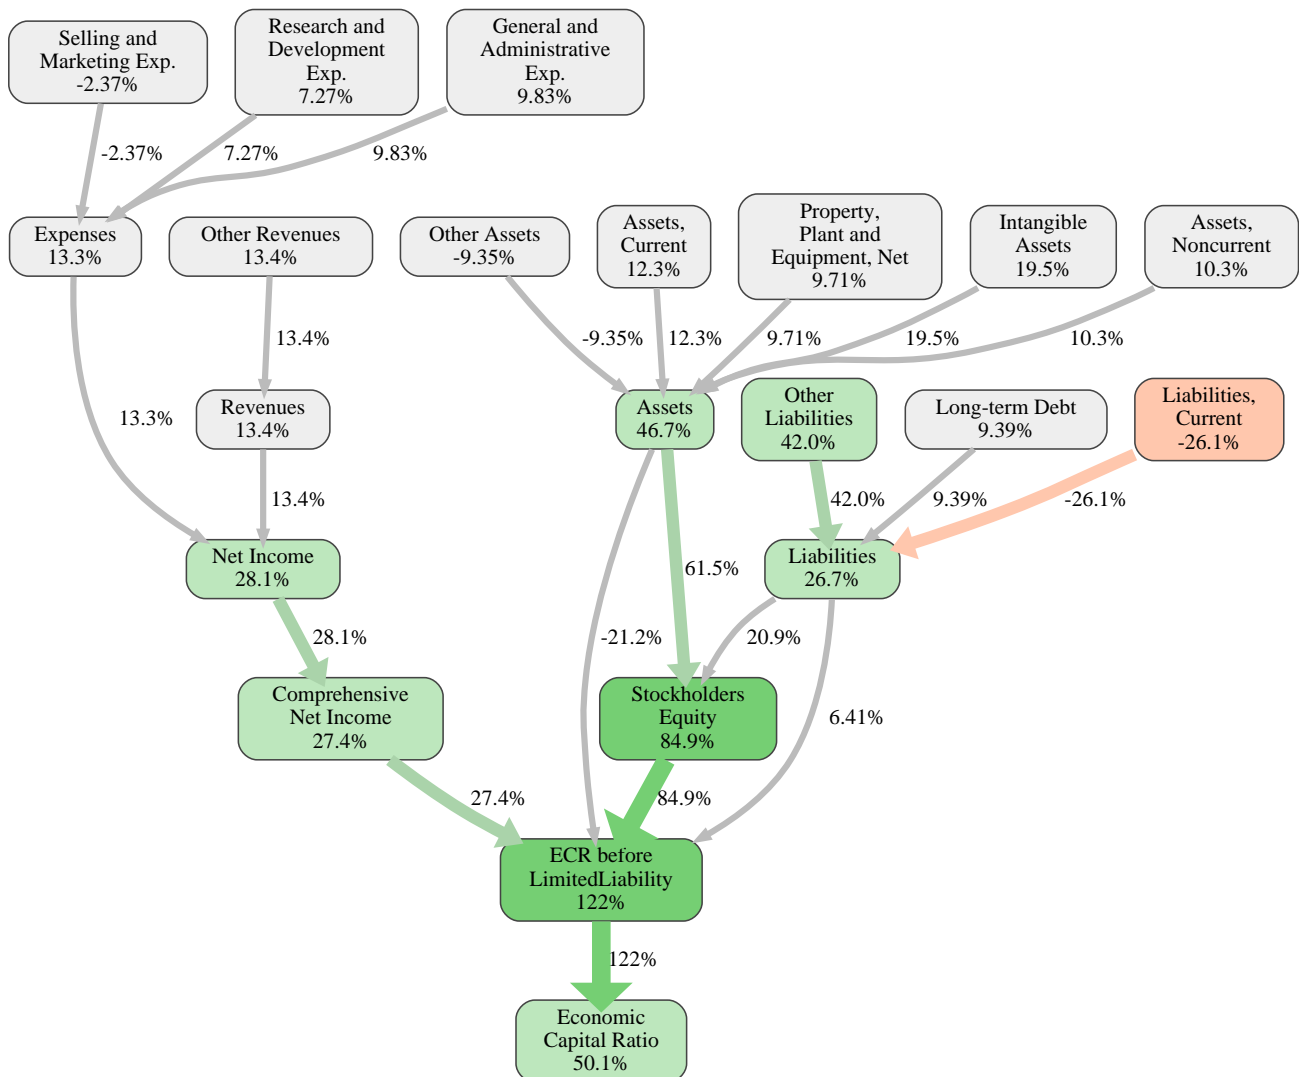 Selling and
Marketing Exp.
-2.37%
Research and
Development
Exp.
7.27%
General and
Administrative
Exp.
9.83%
-2.37%
7.27%
9.83%
Expenses
13.3%
Other Revenues
13.4%
Other Assets
-9.35%
Assets,
Current
12.3%
Property,
Plant and
Equipment, Net
9.71%
Intangible
Assets
19.5%
Assets,
Noncurrent
10.3%
13.4%
-9.35%
12.3%
9.71%
19.5%
10.3%
13.3%
Revenues
13.4%
Assets
46.7%
Other
Liabilities
42.0%
Long-term Debt
9.39%
Liabilities,
Current
-26.1%
13.4%
42.0%
9.39%
-26.1%
Net Income
28.1%
61.5%
Liabilities
26.7%
28.1%
-21.2%
20.9%
Comprehensive
Net Income
27.4%
Stockholders
Equity
84.9%
6.41%
27.4%
84.9%
ECR before
LimitedLiability
122%
122%
Economic
Capital Ratio
50.1%